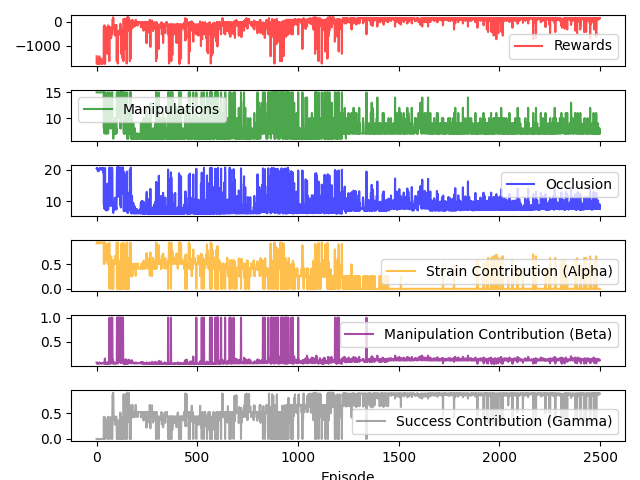 0
−1000
Rewards
15
10
Manipulations
20
10
Occlusion
0.5
0.0
Strain Contribution (Alpha)
1.0
0.5
Manipulation Contribution (Beta)
0.5
0.0
Success Contribution (Gamma)
0 500 1000 1500 2000 2500
Episode